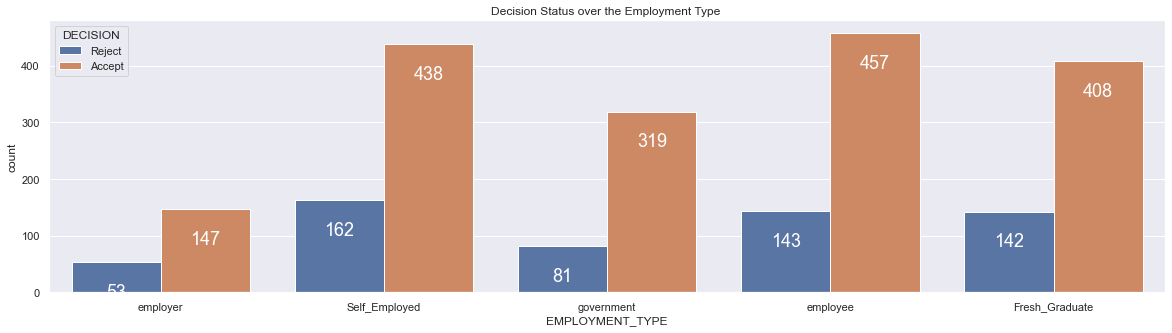 Decision Status over the Employment Type
DECISION
Reject
Accept
count
400
300
200
100
0
53
147
162
438
81
319
143
457
142
408
employer
Self_Employed
government
employee
Fresh_Graduate
EMPLOYMENT_TYPE